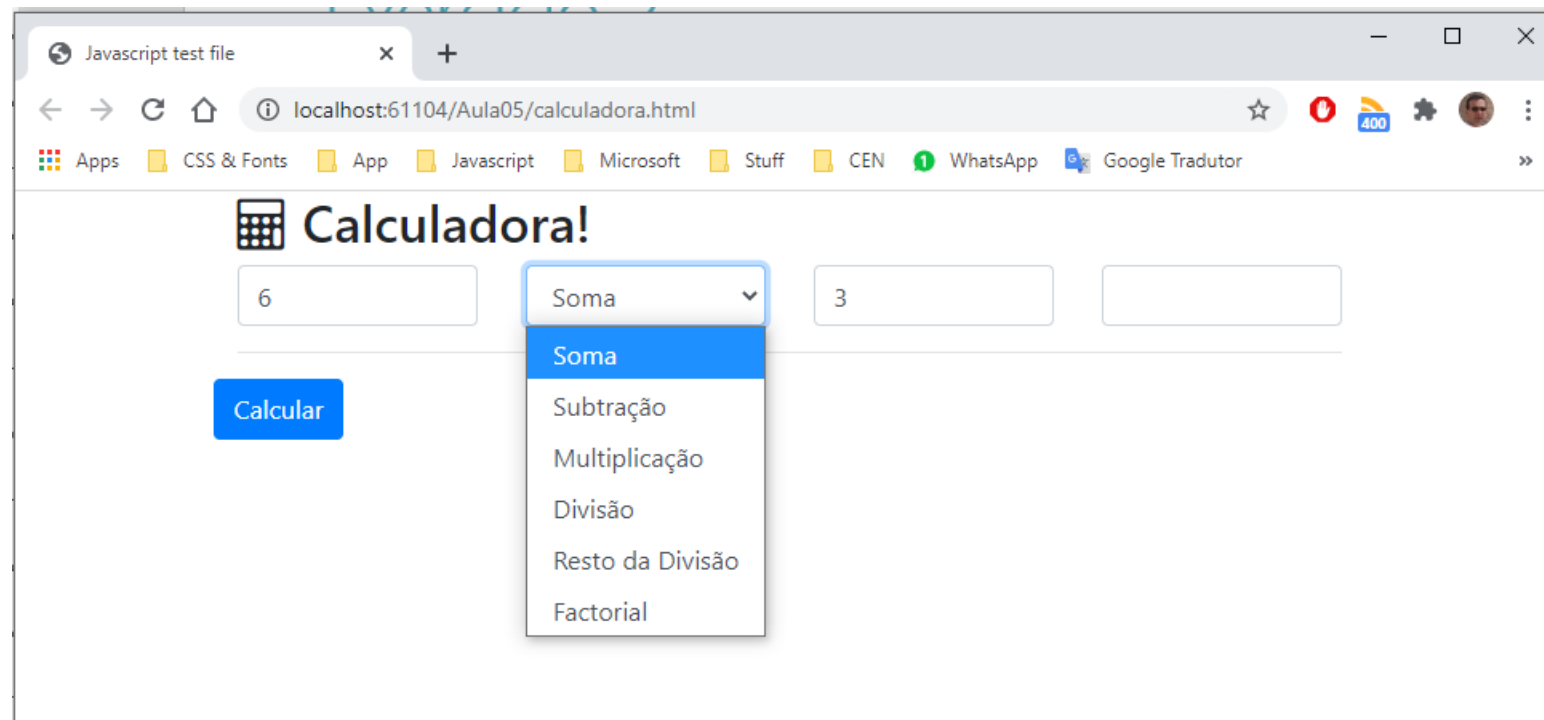 Javascript test file
localhost:61104/Aula05/calculadora.html
400
Apps CSS & Fonts App Javascript Microsoft Stuff CEN 1 WhatsApp Google Tradutor »
Calculadora!
6 Soma 3
Soma
Calcular
Subtração
Multiplicação
Divisão
Resto da Divisão
Factorial